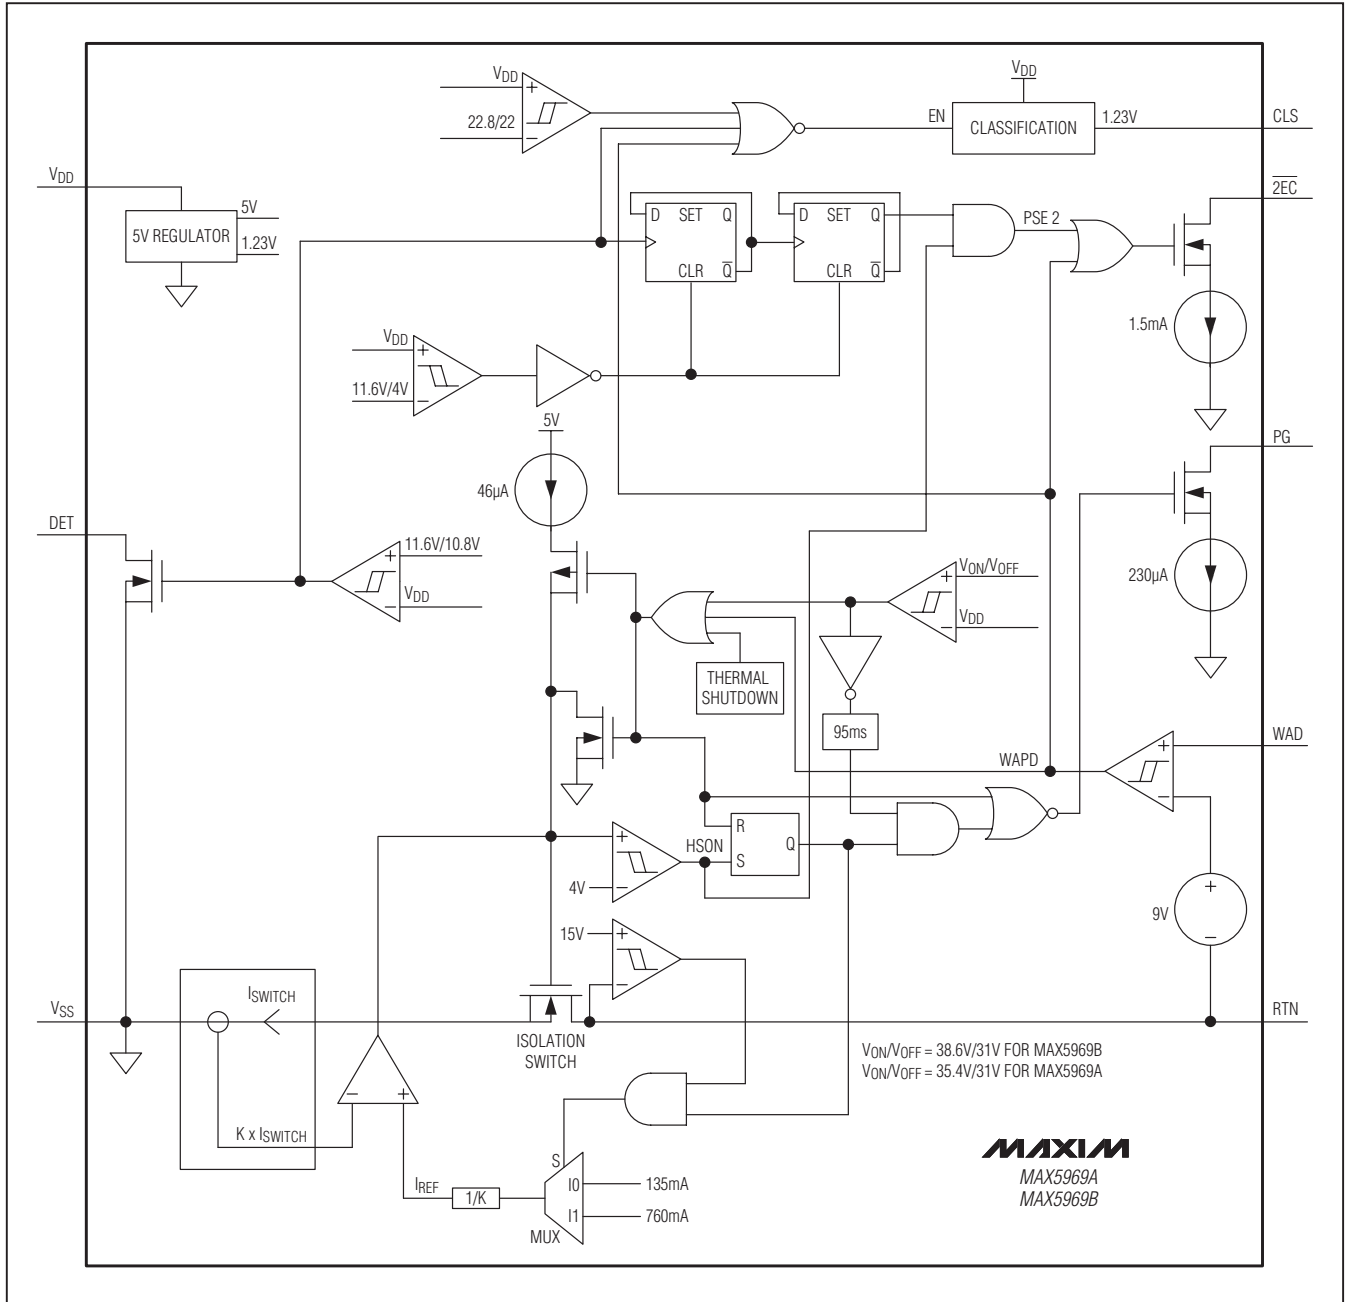 VDD
VDD
22.8/22
EN
CLASSIFICATION
1.23V
CLS
VDD
5V
5V REGULATOR
1.23V
D SET Q
CLR Q̅
D SET Q
CLR Q̅
PSE 2
2EC
1.5mA
VDD
11.6V/4V
5V
46µA
PG
DET
11.6V/10.8V
VDD
VON/VOFF
VDD
230µA
THERMAL
SHUTDOWN
95ms
WAPD
WAD
R
HSON
Q
S
4V
9V
15V
ISWITCH
VSS
RTN
ISOLATION
SWITCH
VON/VOFF = 38.6V/31V FOR MAX5969B
VON/VOFF = 35.4V/31V FOR MAX5969A
K x ISWITCH
S
MAXIM
MAX5969A
MAX5969B
IREF
1/K
I0
135mA
I1
760mA
MUX